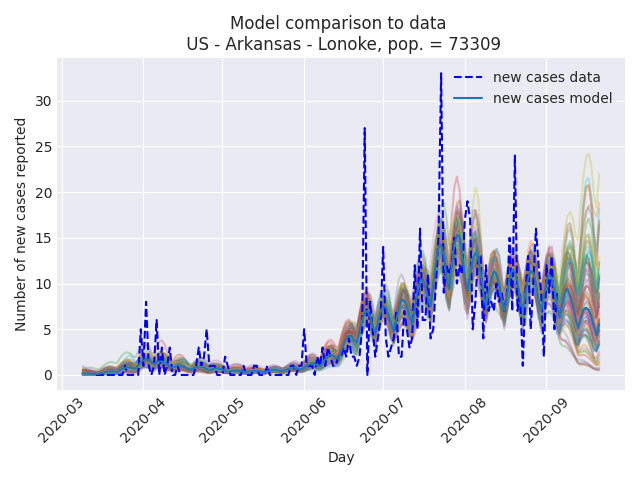 Model comparison to data
US - Arkansas - Lonoke, pop. = 73309
new cases data
new cases model
Number of new cases reported
30
25
20
15
10
5
0
2020-03
2020-04
2020-05
2020-06
2020-07
2020-08
2020-09
Day